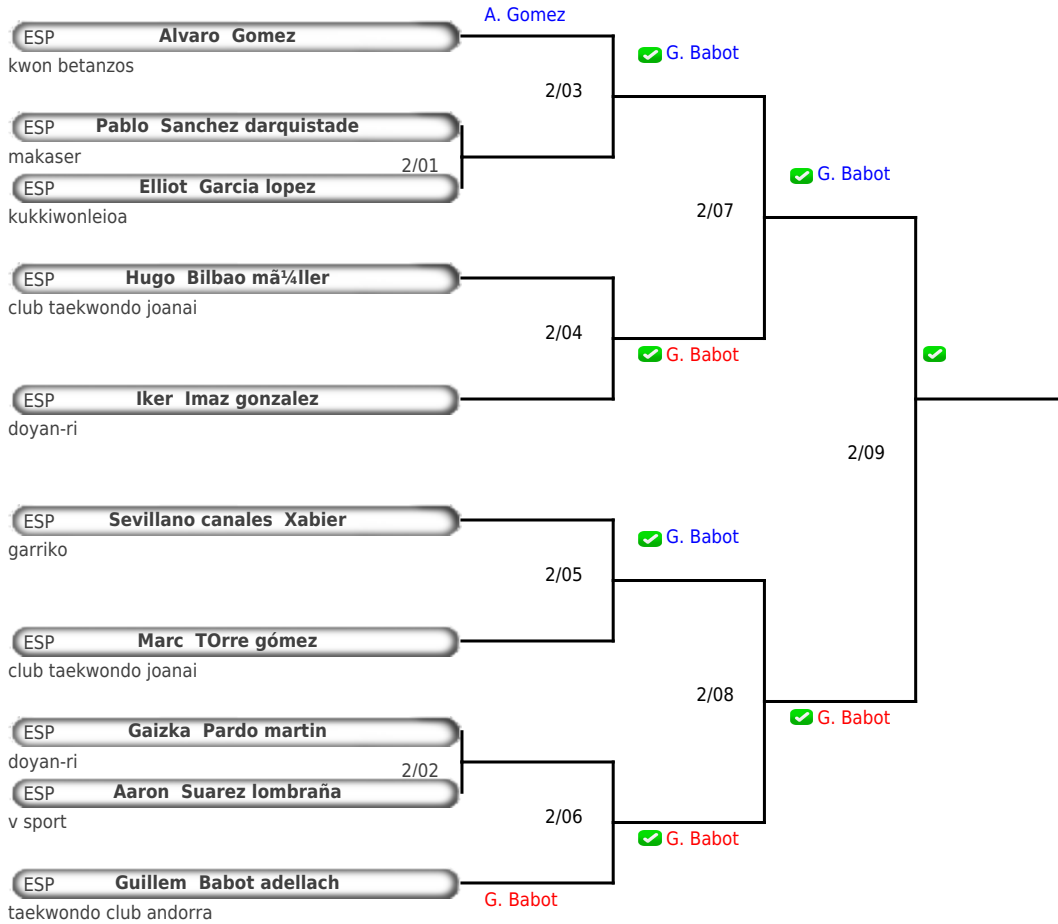 A. Gomez
ESP Alvaro Gomez
kwon betanzos
G. Babot
2/03
ESP Pablo Sanchez darquistade
makaser
2/01
ESP Elliot Garcia lopez
kukkiwonleioa
G. Babot
2/07
ESP Hugo Bilbao mã¼ller
club taekwondo joanai
2/04
G. Babot
ESP Iker Imaz gonzalez
doyan-ri
2/09
ESP Sevillano canales Xabier
garriko
G. Babot
2/05
ESP Marc TOrre gómez
club taekwondo joanai
2/08
G. Babot
ESP Gaizka Pardo martin
doyan-ri
2/02
ESP Aaron Suarez lombraña
v sport
2/06
G. Babot
ESP Guillem Babot adellach
G. Babot
taekwondo club andorra